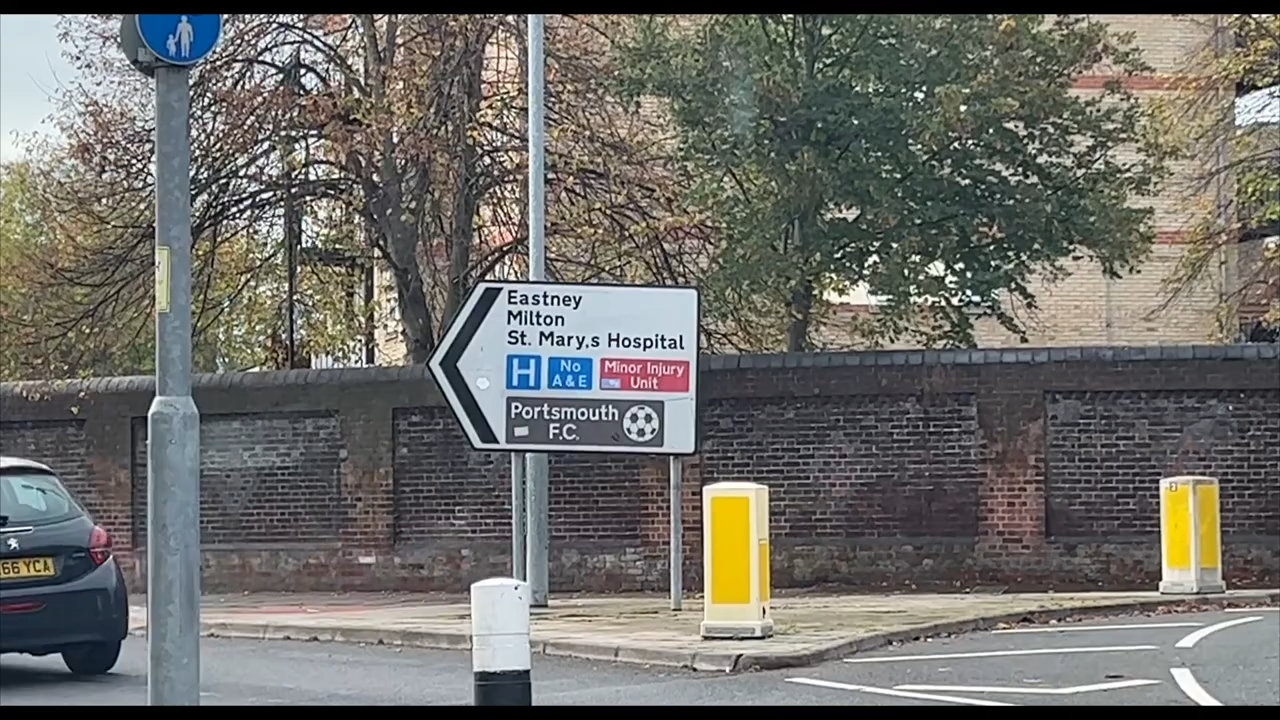 Eastney
Milton
St. Mary,s Hospital
H
No
A & E
Minor Injury
Unit
Portsmouth
F.C.
66 YCA